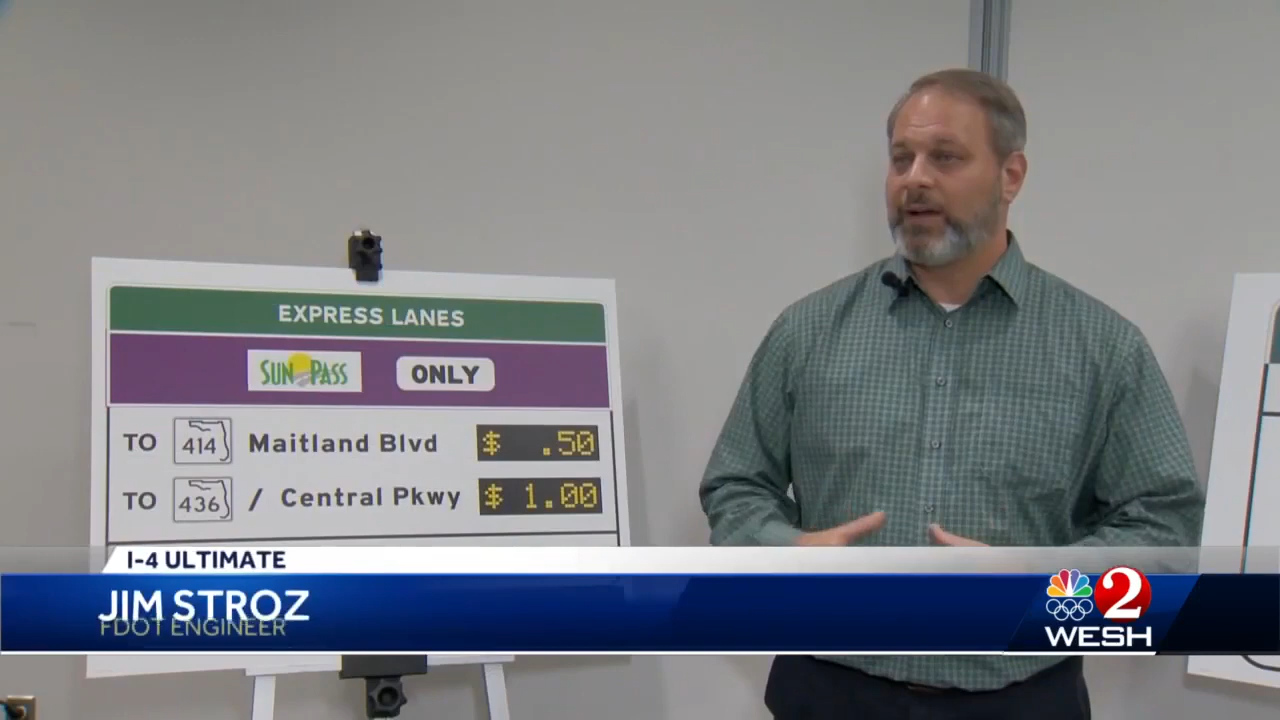 EXPRESS LANES
SUNPASS ONLY
TO 414 Maitland Blvd $ .50
TO 436 / Central Pkwy $ 1.00
I-4 ULTIMATE
JIM STROZ
FDOT ENGINEER
2
WESH